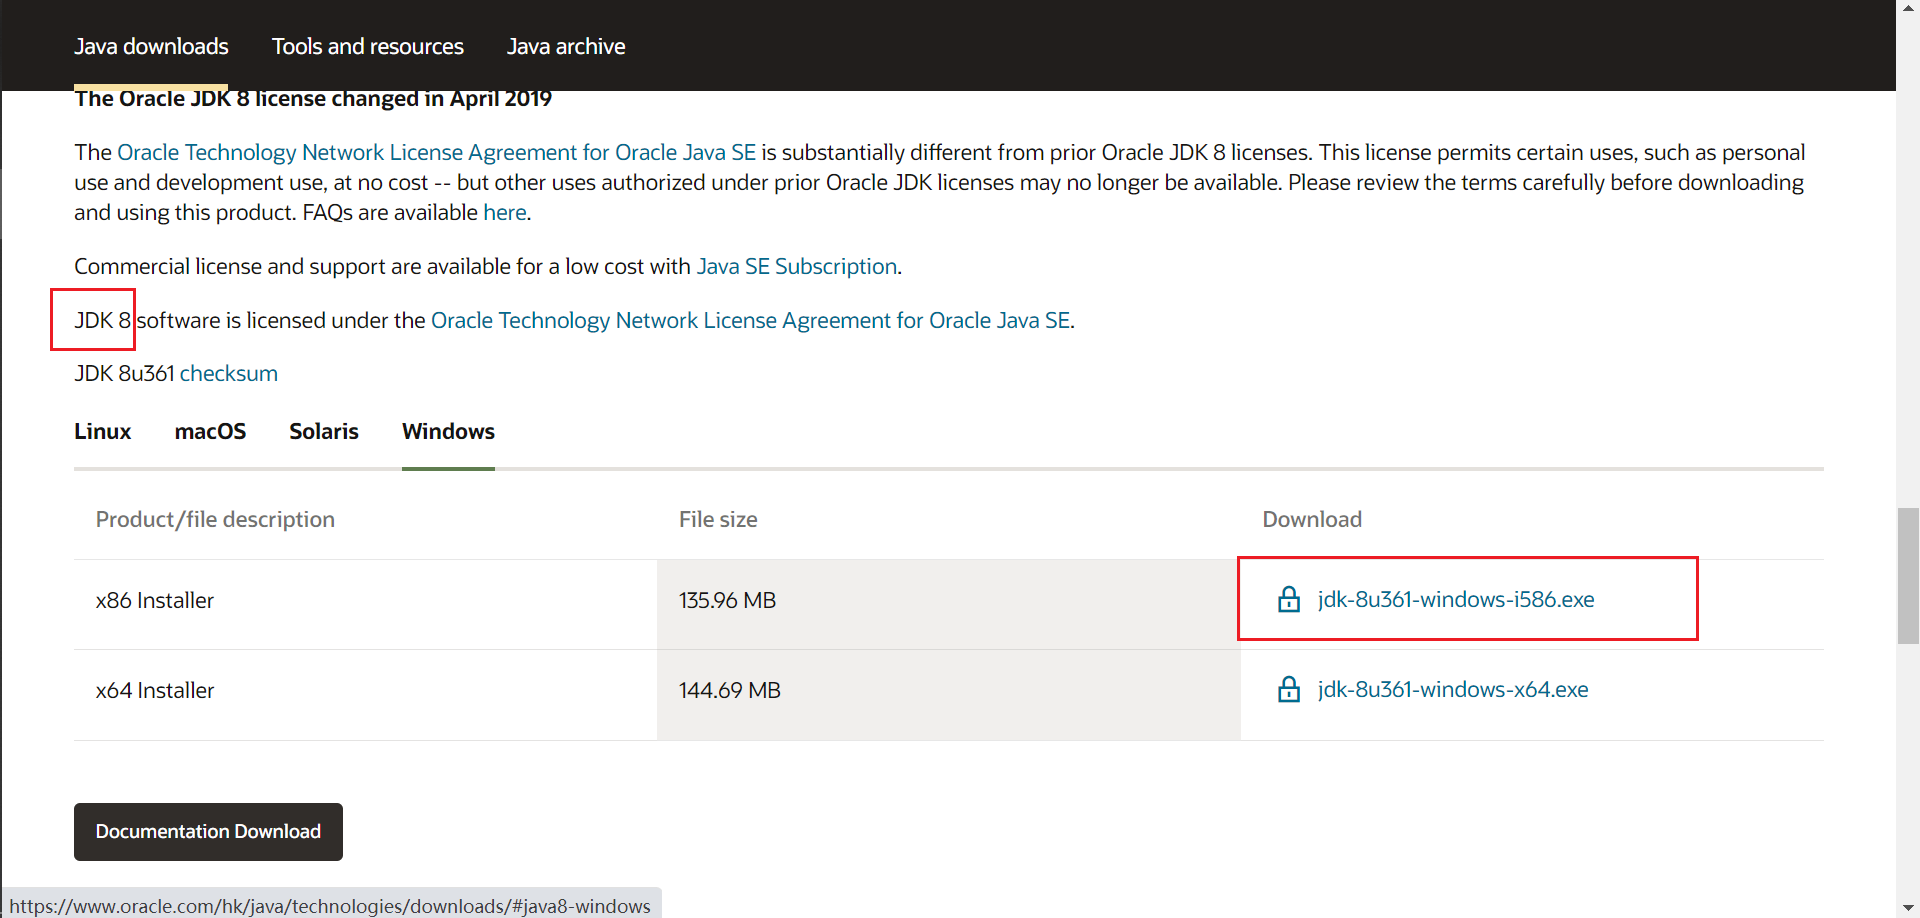 Java downloads Tools and resources Java archive
The Oracle JDK 8 license changed in April 2019
The Oracle Technology Network License Agreement for Oracle Java SE is substantially different from prior Oracle JDK 8 licenses. This license permits certain uses, such as personal
use and development use, at no cost -- but other uses authorized under prior Oracle JDK licenses may no longer be available. Please review the terms carefully before downloading
and using this product. FAQs are available here.
Commercial license and support are available for a low cost with Java SE Subscription.
JDK 8 software is licensed under the Oracle Technology Network License Agreement for Oracle Java SE.
JDK 8u361 checksum
Linux macOS Solaris Windows
Product/file description File size Download
x86 Installer 135.96 MB jdk-8u361-windows-i586.exe
x64 Installer 144.69 MB jdk-8u361-windows-x64.exe
Documentation Download
https://www.oracle.com/hk/java/technologies/downloads/#java8-windows